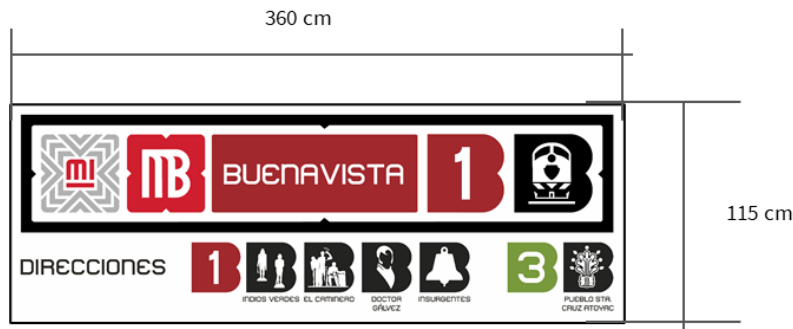 360 cm
115 cm
MI
MB
BUENAVISTA
1
DIRECCIONES
1
INDIOS VERDES
EL CAMINERO
DOCTOR
GÁLVEZ
INSURGENTES
3
PUEBLO STA.
CRUZ ATOYAC